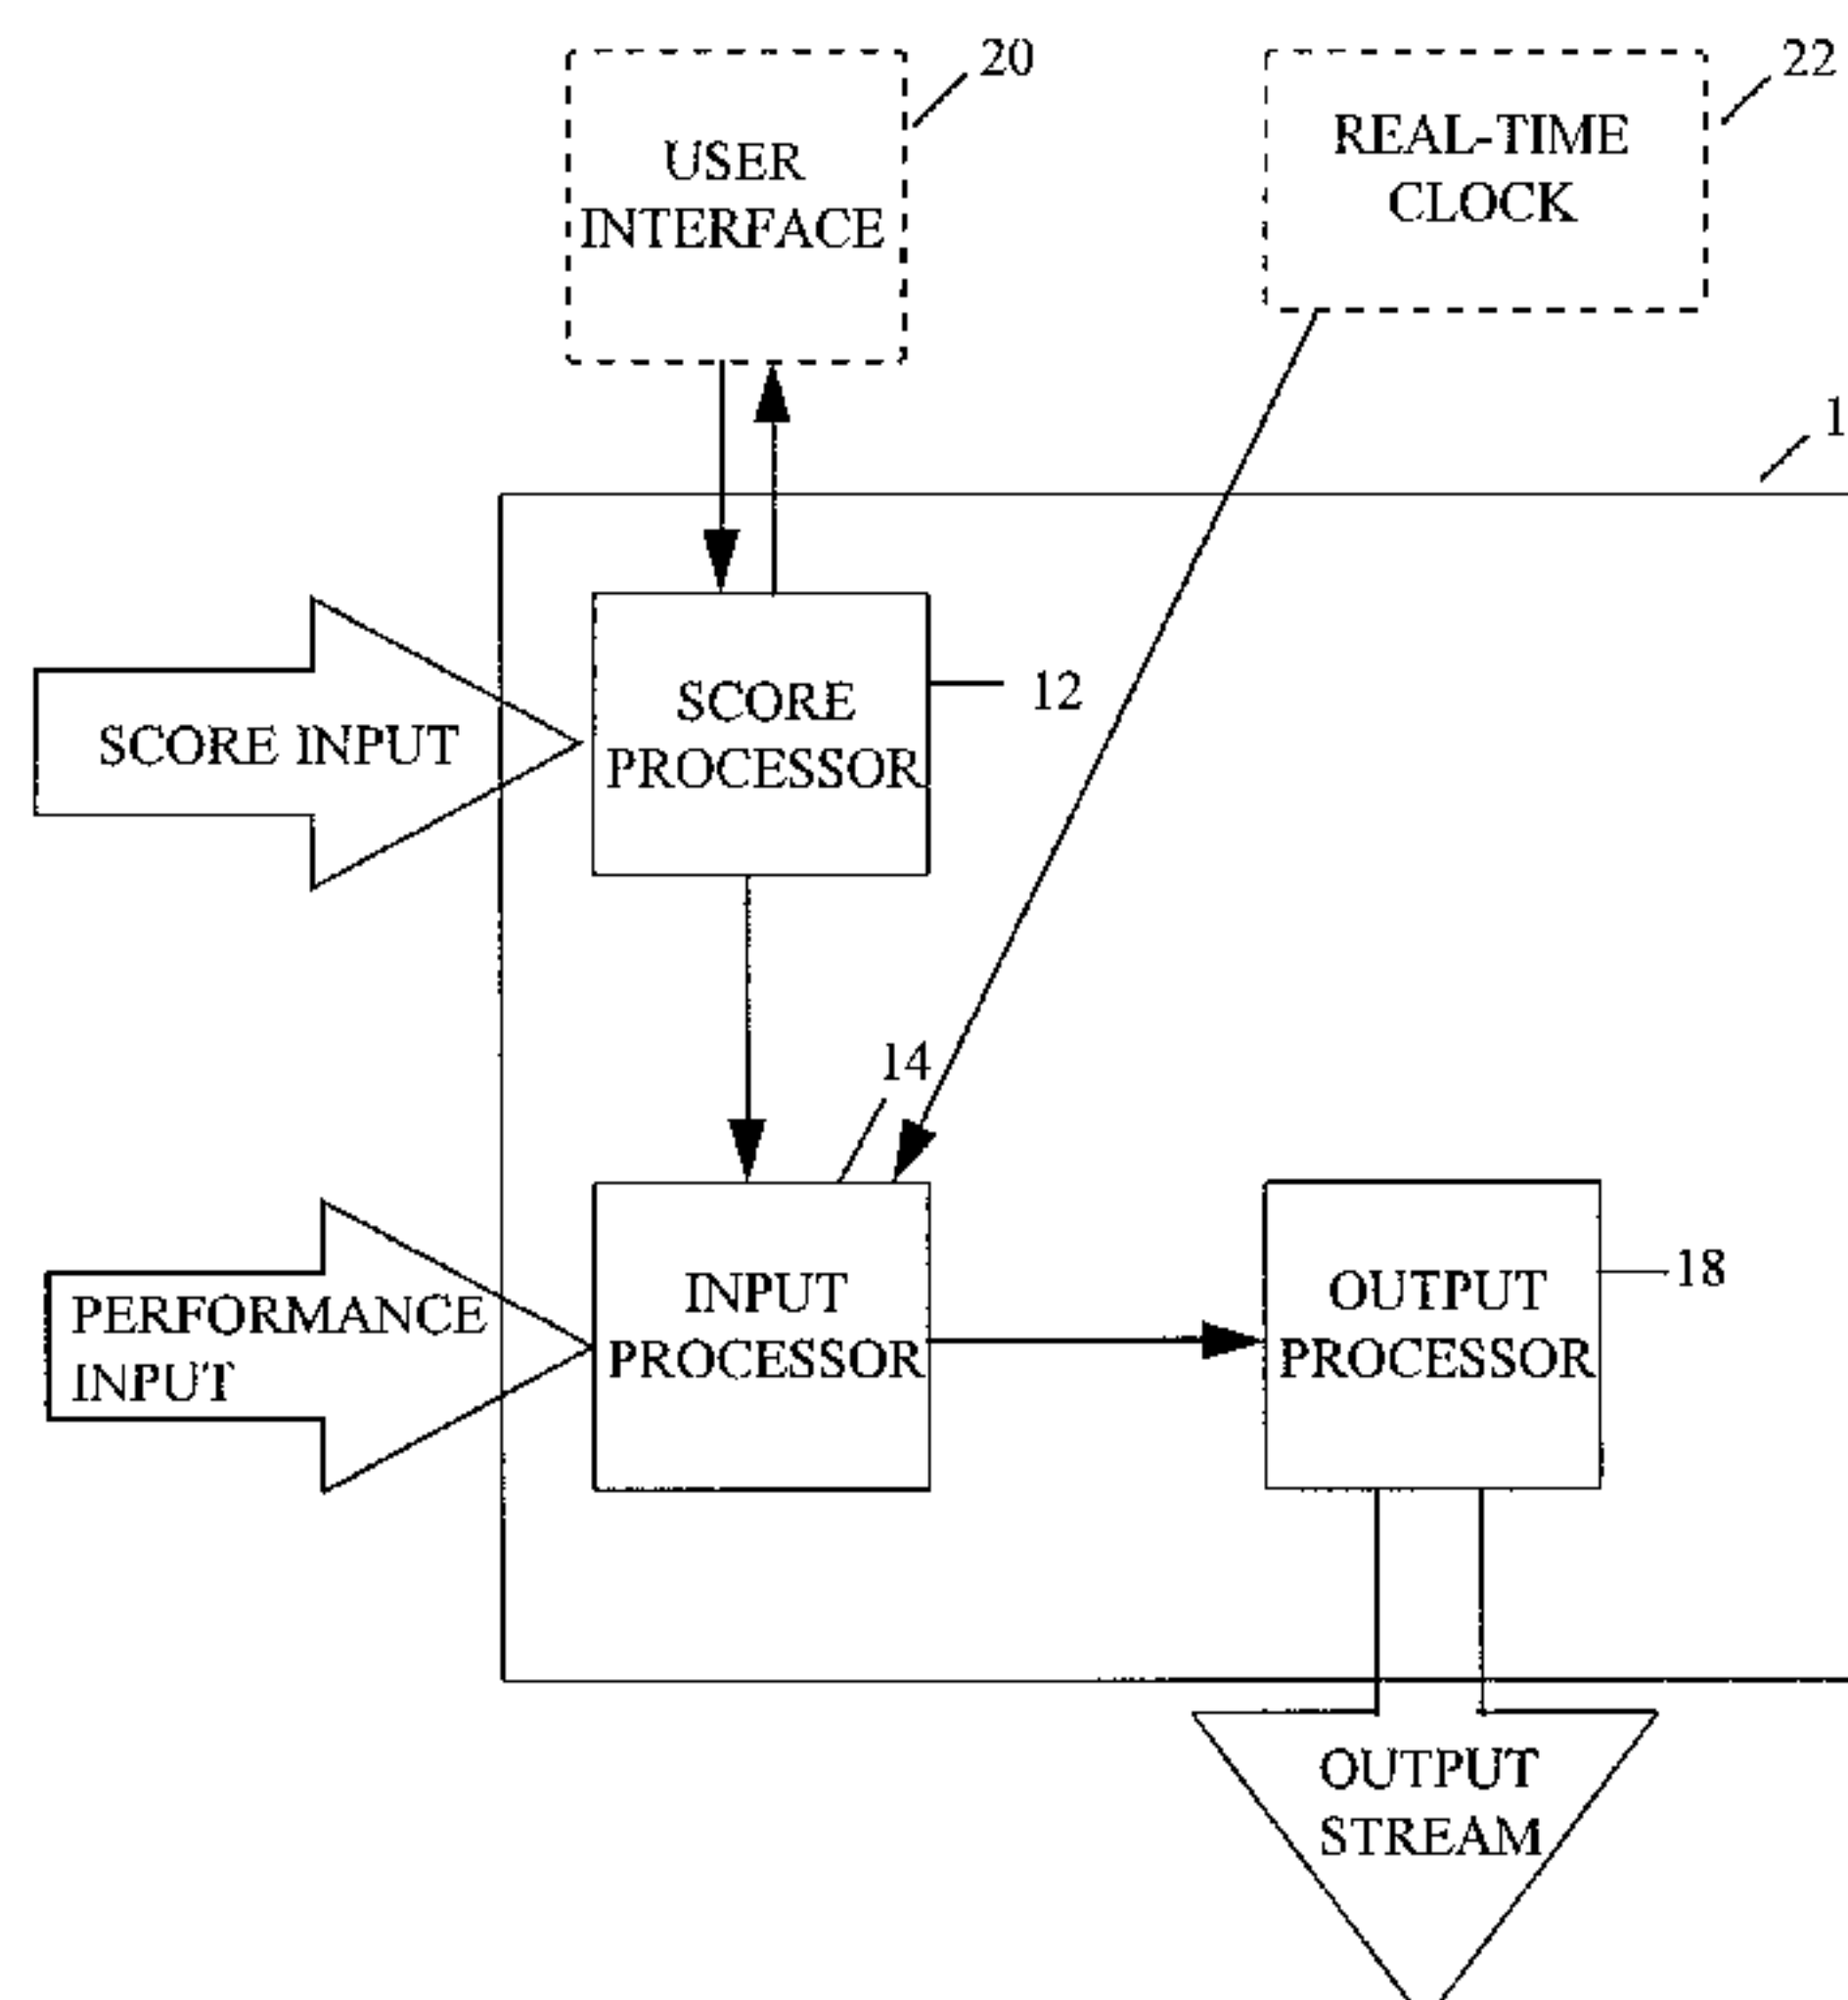 20
22
USER
INTERFACE
REAL-TIME
CLOCK
1
SCORE INPUT
SCORE
PROCESSOR
12
14
PERFORMANCE
INPUT
INPUT
PROCESSOR
OUTPUT
PROCESSOR
18
OUTPUT
STREAM